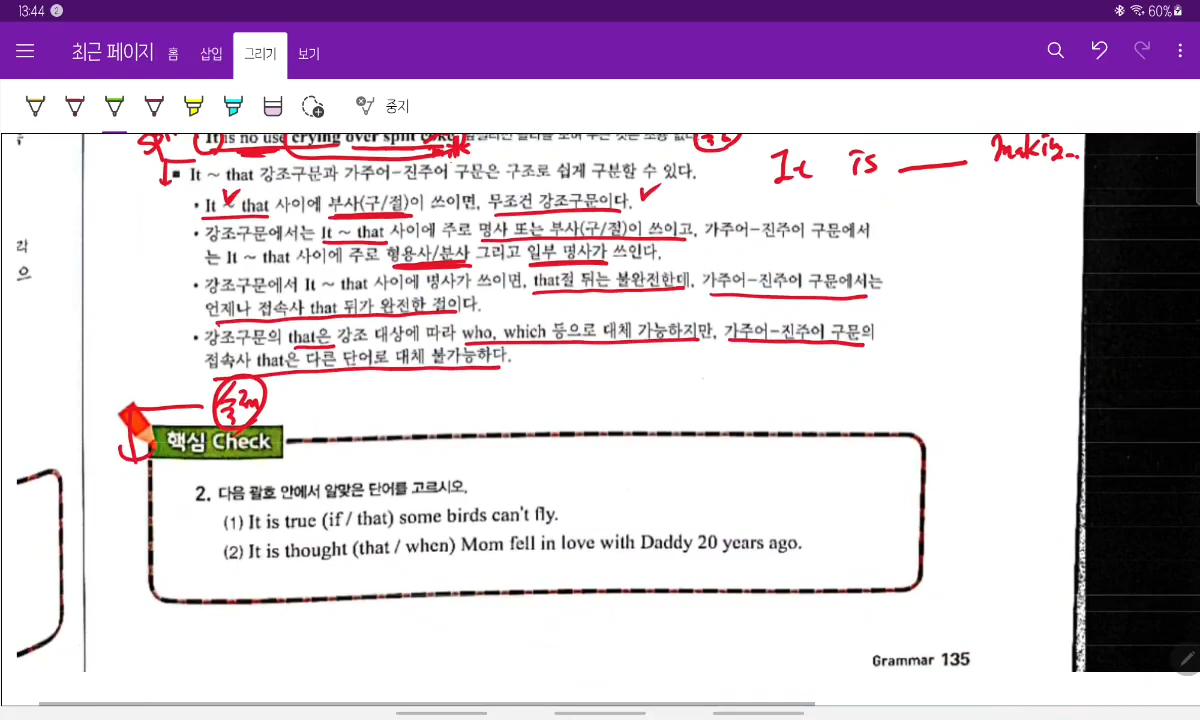 13:44 2 60%
최근 페이지 홈 삽입 그리기 보기
중지
It is no use crying over spilt
It is makin
■ It ~ that 강조구문과 가주어-진주어 구문은 구조로 쉽게 구분할 수 있다.
• It ~ that 사이에 부사(구/절)이 쓰이면, 무조건 강조구문이다.
• 강조구문에서는 It ~ that 사이에 주로 명사 또는 부사(구/절)이 쓰이고, 가주어-진주어 구문에서
는 It ~ that 사이에 주로 형용사/분사 그리고 일부 명사가 쓰인다.
• 강조구문에서 It ~ that 사이에 명사가 쓰이면, that절 뒤는 불완전한데, 가주어-진주어 구문에서는
언제나 접속사 that 뒤가 완전한 절이다.
• 강조구문의 that은 강조 대상에 따라 who, which 등으로 대체 가능하지만, 가주어-진주어 구문의
접속사 that은 다른 단어로 대체 불가능하다.
라
으
핵심 Check
2. 다음 괄호 안에서 알맞은 단어를 고르시오.
(1) It is true (if / that) some birds can't fly.
(2) It is thought (that / when) Mom fell in love with Daddy 20 years ago.
Grammar 135